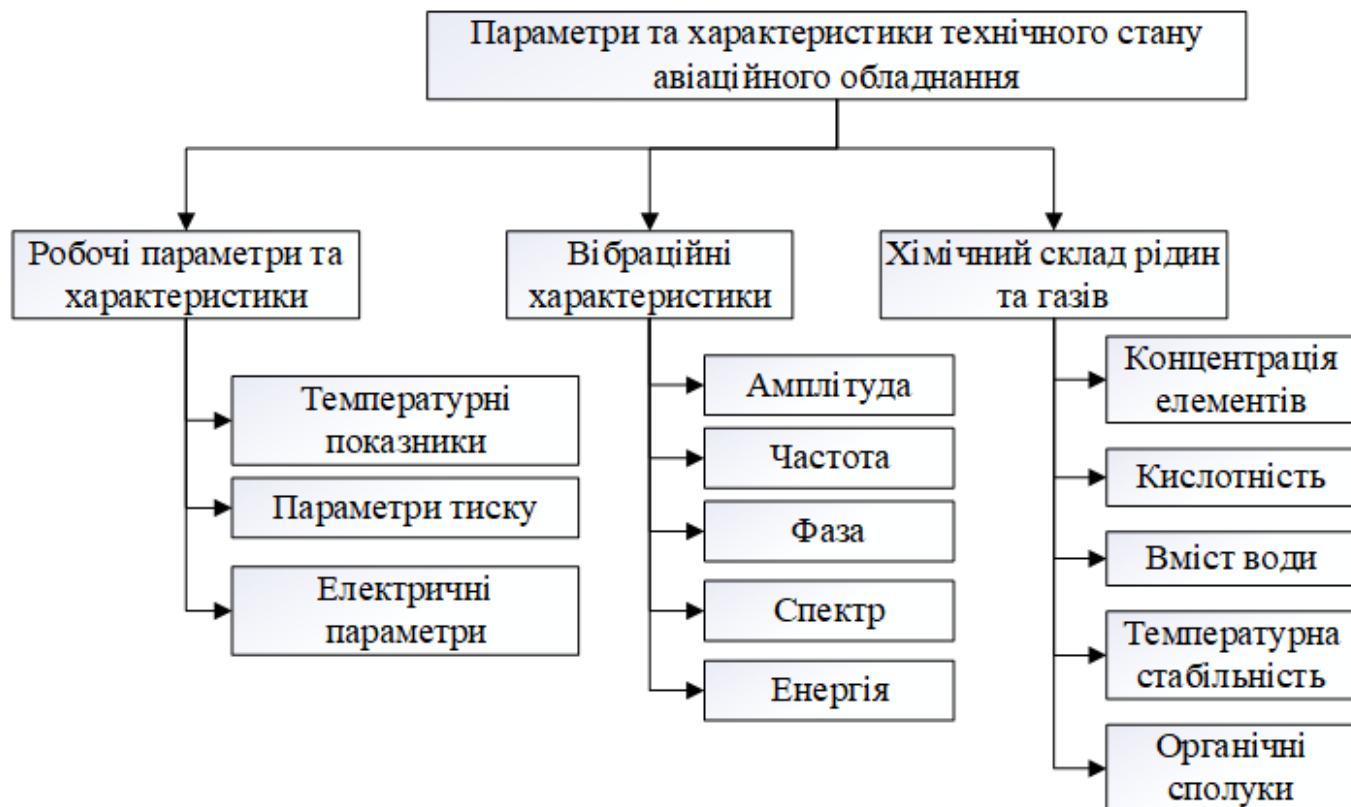 Параметри та характеристики технічного стану
авіаційного обладнання
Робочі параметри та
характеристики
Температурні
показники
Параметри тиску
Електричні
параметри
Вібраційні
характеристики
Амплітуда
Частота
Фаза
Спектр
Енергія
Хімічний склад рідин
та газів
Концентрація
елементів
Кислотність
Вміст води
Температурна
стабільність
Органічні
сполуки